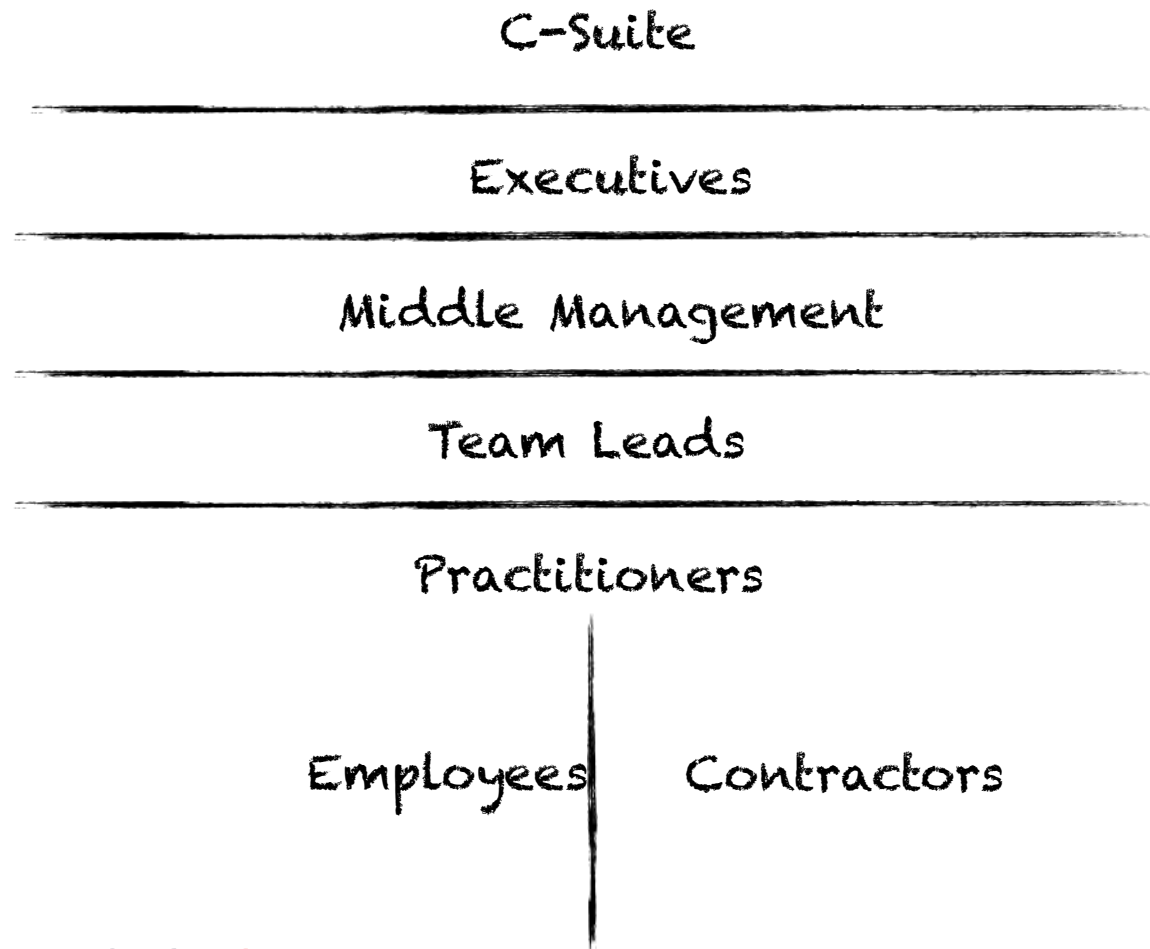 C-Suite
Executives
Middle Management
Team Leads
Practitioners
Employees
Contractors